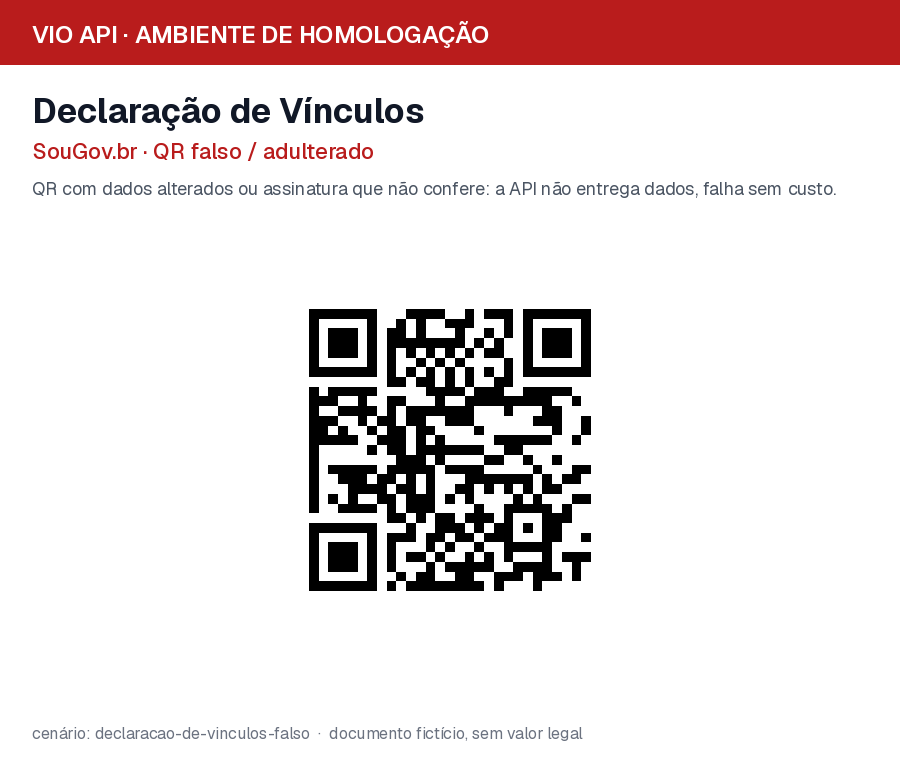 VIO API · AMBIENTE DE HOMOLOGAÇÃO
Declaração de Vínculos
SouGov.br · QR falso / adulterado
QR com dados alterados ou assinatura que não confere: a API não entrega dados, falha sem custo.
cenário: declaracao-de-vinculos-falso · documento fictício, sem valor legal